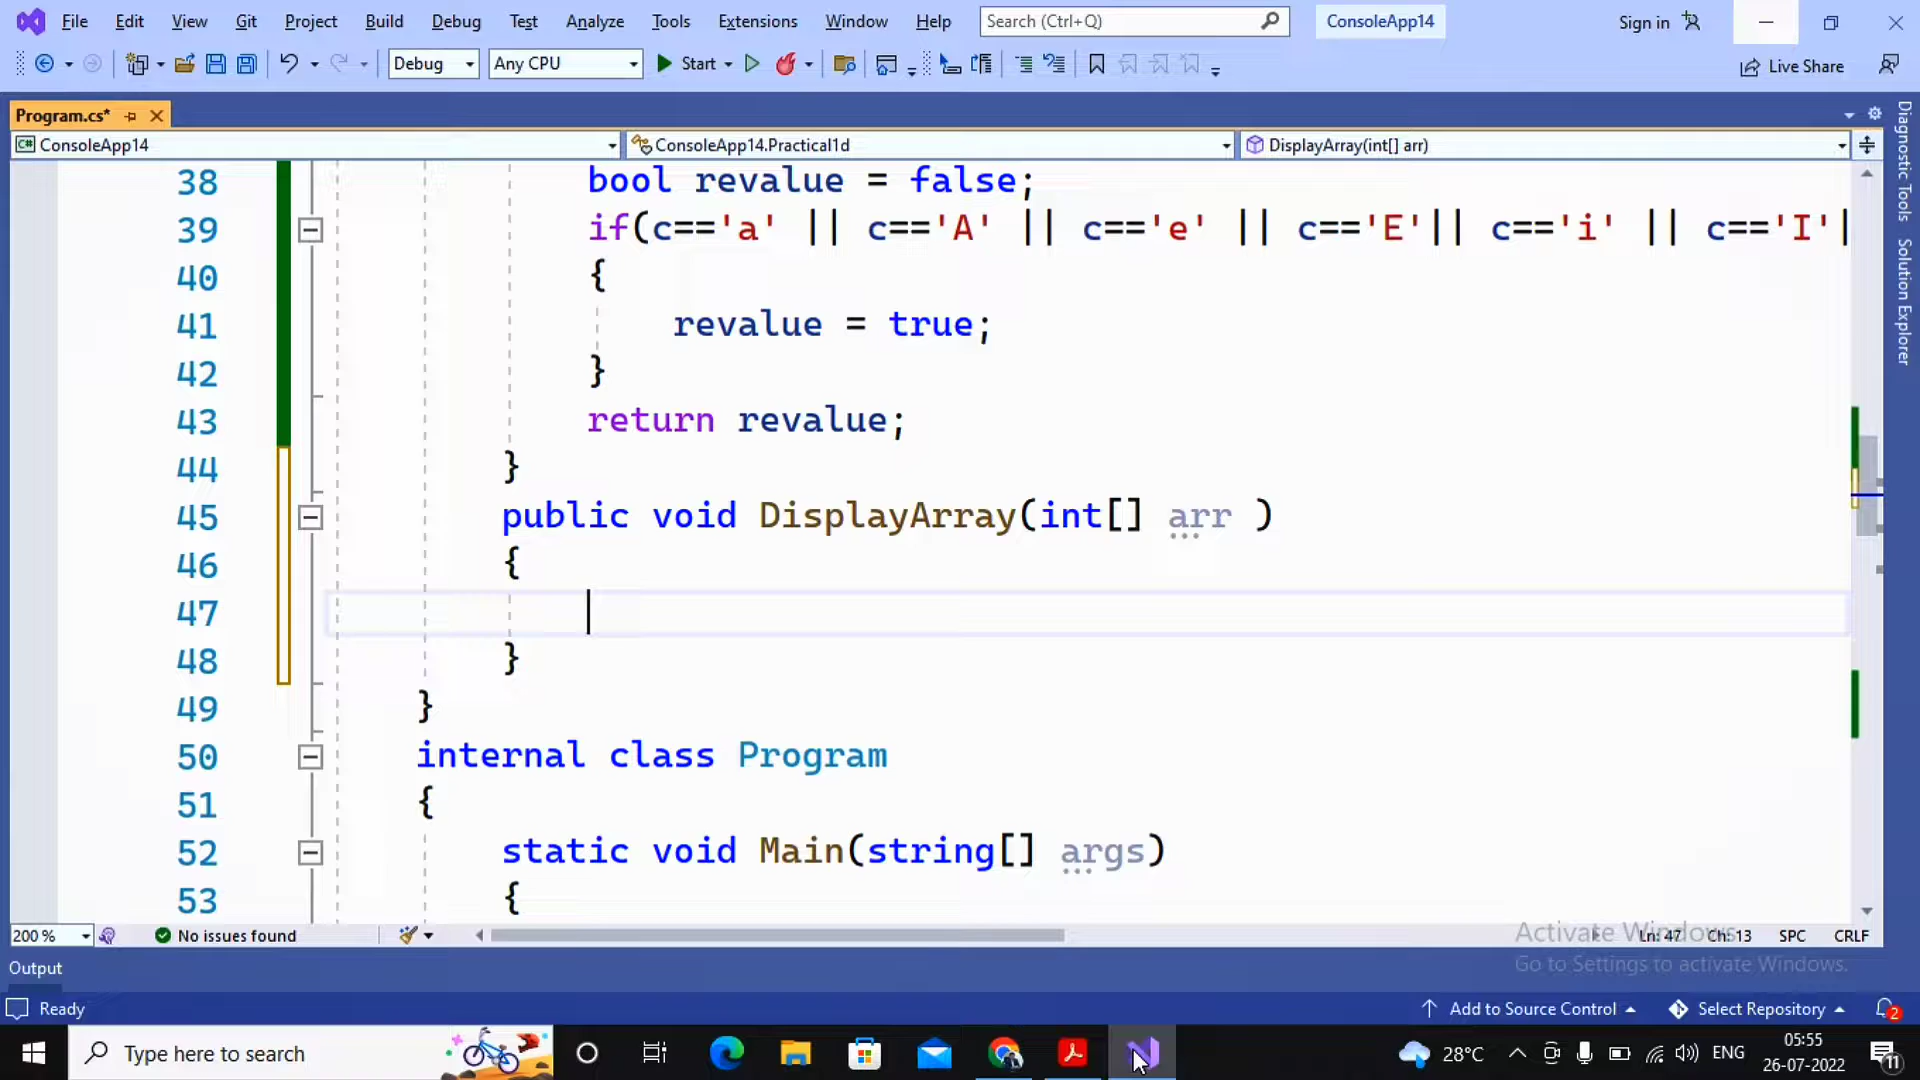 File Edit View Git Project Build Debug Test Analyze Tools Extensions Window Help Search (Ctrl+Q) ConsoleApp14 Sign in
Debug Any CPU Start Live Share
Program.cs*
ConsoleApp14 ConsoleApp14.Practical1d DisplayArray(int[] arr)
38 bool revalue = false;
39 if(c=='a' || c=='A' || c=='e' || c=='E'|| c=='i' || c=='I'|
40 {
41 revalue = true;
42 }
43 return revalue;
44 }
45 public void DisplayArray(int[] arr )
46 {
47
48 }
49 }
50 internal class Program
51 {
52 static void Main(string[] args)
53 {
Diagnostic Tools
Solution Explorer
200 % No issues found Ln: 47 Ch: 13 SPC CRLF
Activate Windows
Go to Settings to activate Windows.
Output
Ready Add to Source Control Select Repository 2
Type here to search 28°C ENG 05:55
26-07-2022 11